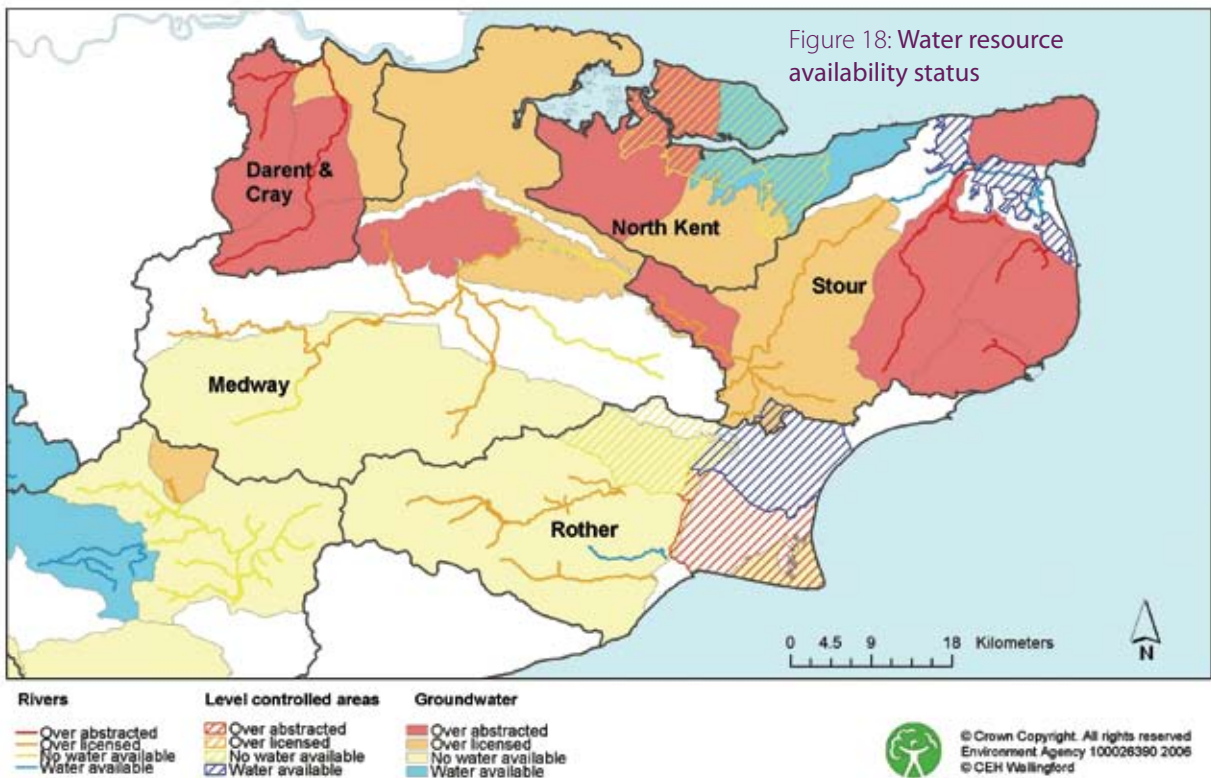 Figure 18: Water resource
availability status
Darent &
Cray
North Kent
Stour
Medway
Rother
0 4.5 9 18 Kilometers
N
Rivers
Over abstracted
Over licensed
No water available
Water available
Level controlled areas
Over abstracted
Over licensed
No water available
Water available
Groundwater
Over abstracted
Over licensed
No water available
Water available
© Crown Copyright. All rights reserved
Environment Agency 100026390 2006
© CEH Wallingford